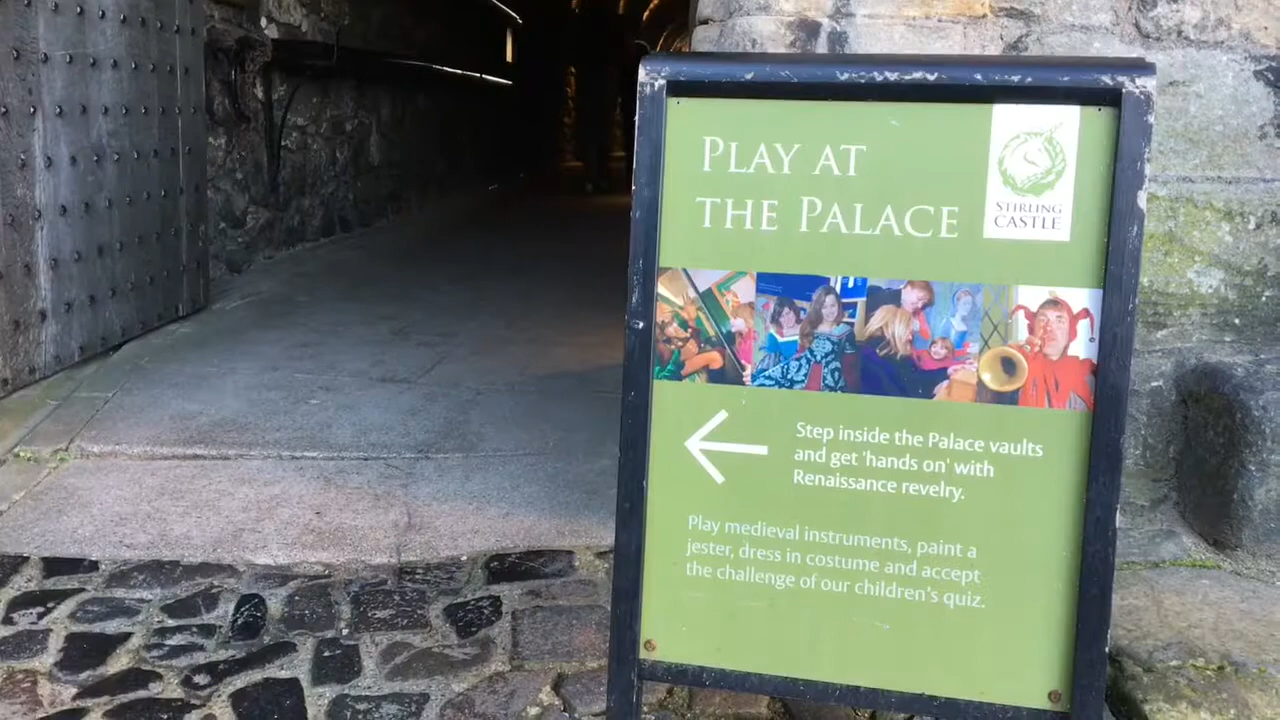 PLAY AT
THE PALACE
STIRLING
CASTLE
Step inside the Palace vaults
and get 'hands on' with
Renaissance revelry.
Play medieval instruments, paint a
jester, dress in costume and accept
the challenge of our children's quiz.